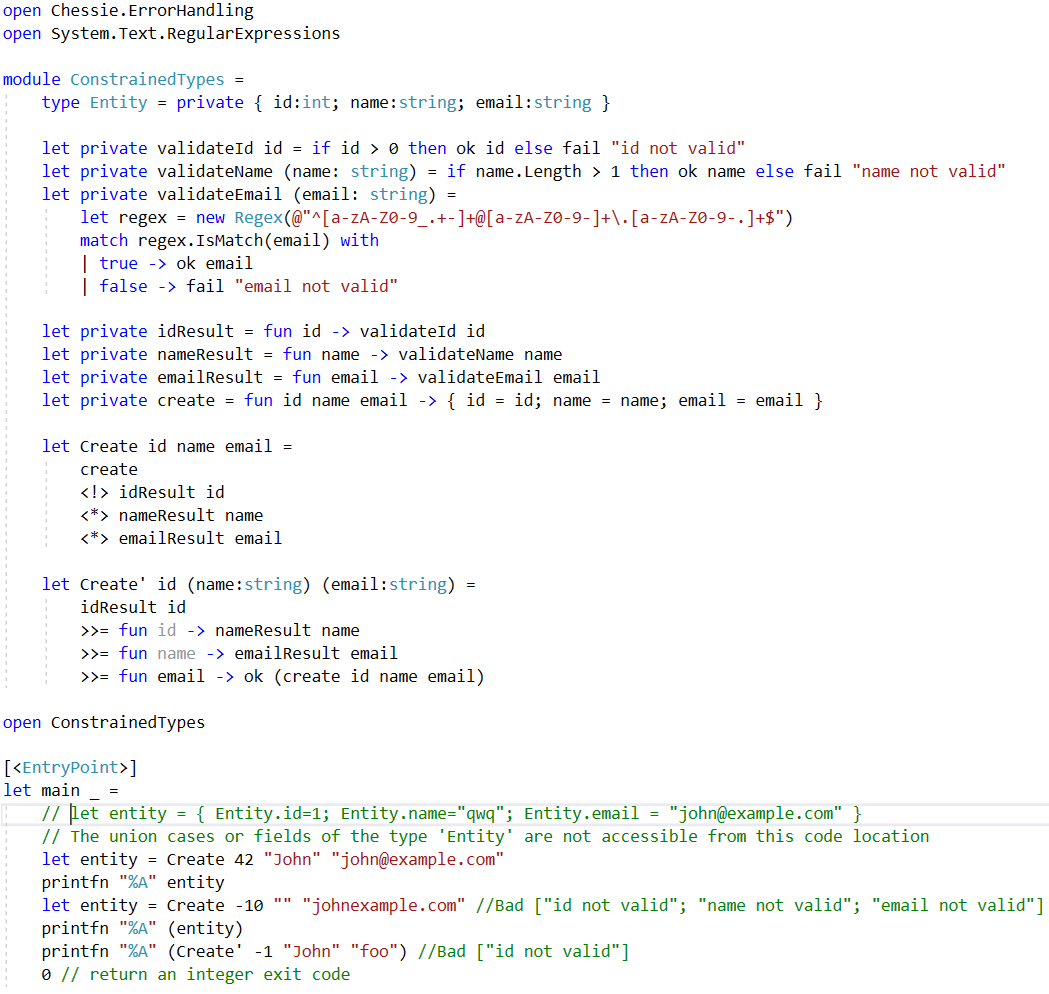 open Chessie.ErrorHandling
open System.Text.RegularExpressions

module ConstrainedTypes =
    type Entity = private { id:int; name:string; email:string }

    let private validateId id = if id > 0 then ok id else fail "id not valid"
    let private validateName (name: string) = if name.Length > 1 then ok name else fail "name not valid"
    let private validateEmail (email: string) =
        let regex = new Regex(@"^[a-zA-Z0-9_.+-]+@[a-zA-Z0-9-]+\.[a-zA-Z0-9-.]+$")
        match regex.IsMatch(email) with
        | true -> ok email
        | false -> fail "email not valid"

    let private idResult = fun id -> validateId id
    let private nameResult = fun name -> validateName name
    let private emailResult = fun email -> validateEmail email
    let private create = fun id name email -> { id = id; name = name; email = email }

    let Create id name email =
        create
        <!> idResult id
        <*> nameResult name
        <*> emailResult email

    let Create' id (name:string) (email:string) =
        idResult id
        >>= fun id -> nameResult name
        >>= fun name -> emailResult email
        >>= fun email -> ok (create id name email)

open ConstrainedTypes

[<EntryPoint>]
let main _ =
    // let entity = { Entity.id=1; Entity.name="qwq"; Entity.email = "john@example.com" }
    // The union cases or fields of the type 'Entity' are not accessible from this code location
    let entity = Create 42 "John" "john@example.com"
    printfn "%A" entity
    let entity = Create -10 "" "johnexample.com" //Bad ["id not valid"; "name not valid"; "email not valid"]
    printfn "%A" (entity)
    printfn "%A" (Create' -1 "John" "foo") //Bad ["id not valid"]
    0 // return an integer exit code